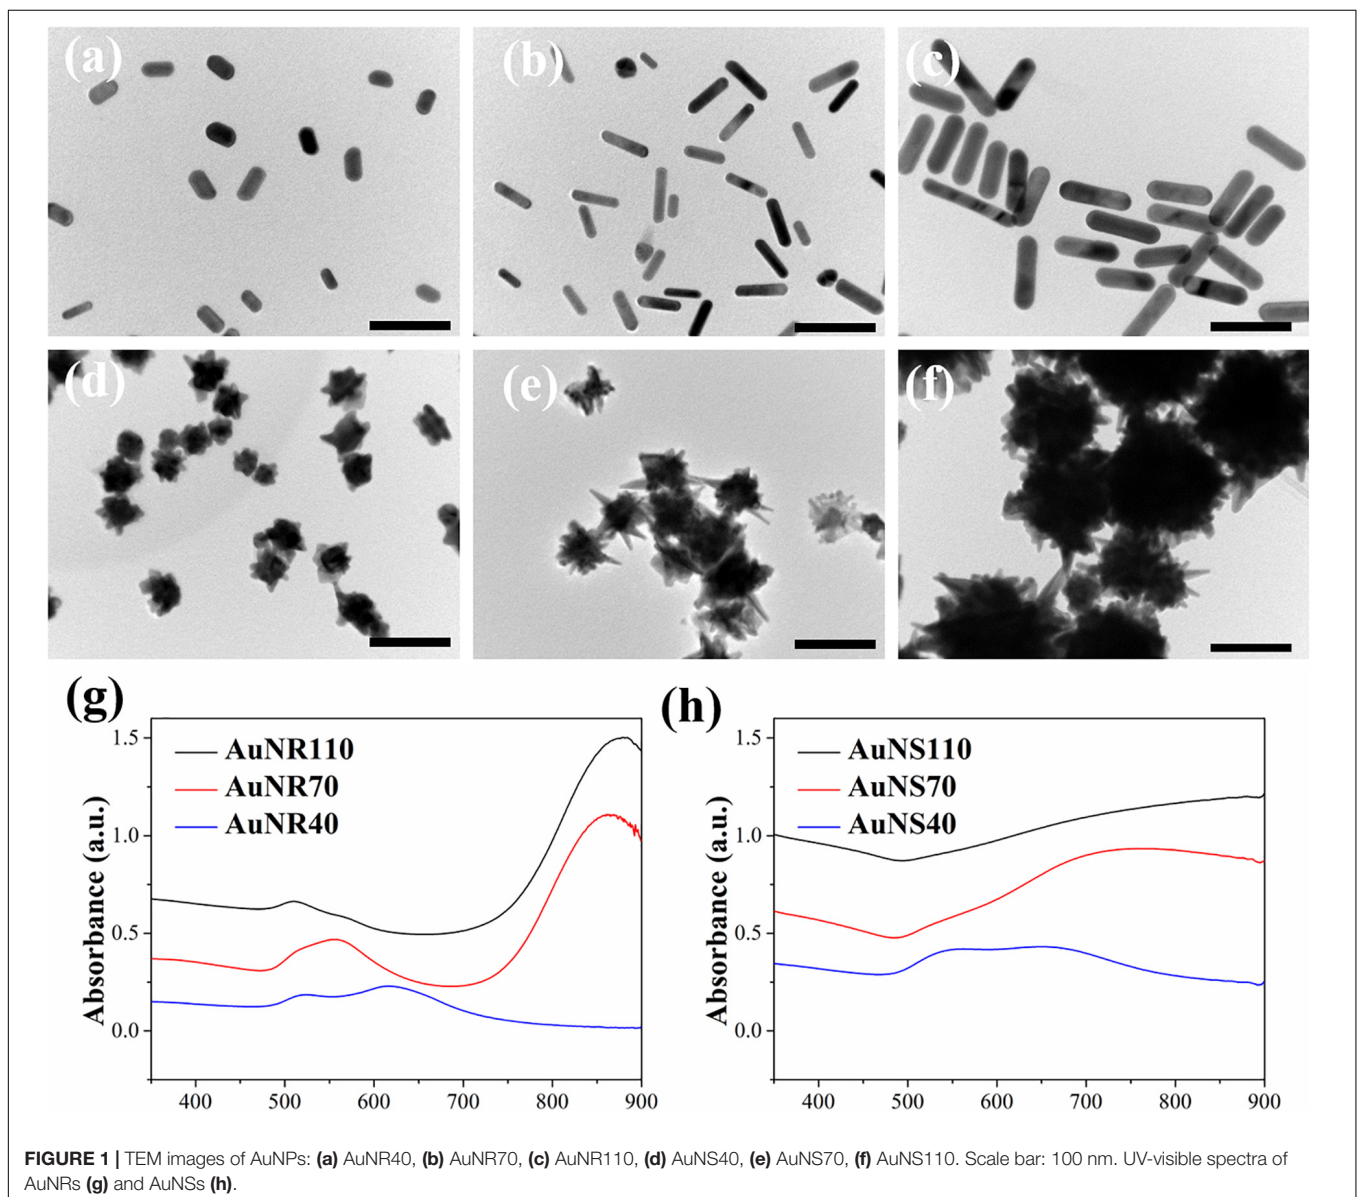 (a)
(b)
(c)
(d)
(e)
(f)
(g)
AuNR110
AuNR70
AuNR40
Absorbance (a.u.)
1.5
1.0
0.5
0.0
400 500 600 700 800 900
(h)
AuNS110
AuNS70
AuNS40
Absorbance (a.u.)
1.5
1.0
0.5
0.0
400 500 600 700 800 900
FIGURE 1 | TEM images of AuNPs: (a) AuNR40, (b) AuNR70, (c) AuNR110, (d) AuNS40, (e) AuNS70, (f) AuNS110. Scale bar: 100 nm. UV-visible spectra of
AuNRs (g) and AuNSs (h).